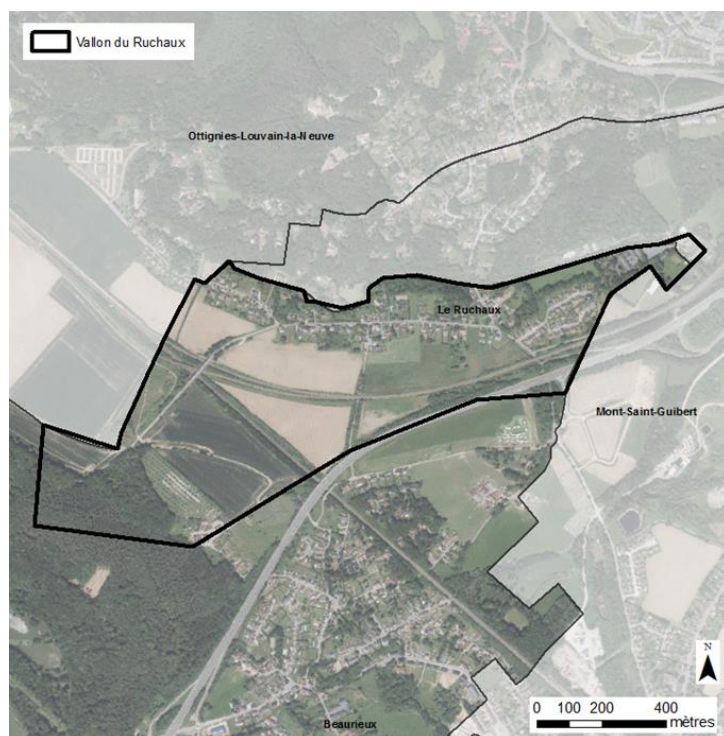 Vallon du Ruchaux
Ottignies-Louvain-la-Neuve
Le Ruchaux
Mont-Saint-Guibert
Beaurieux
N
0 100 200 400
mètres